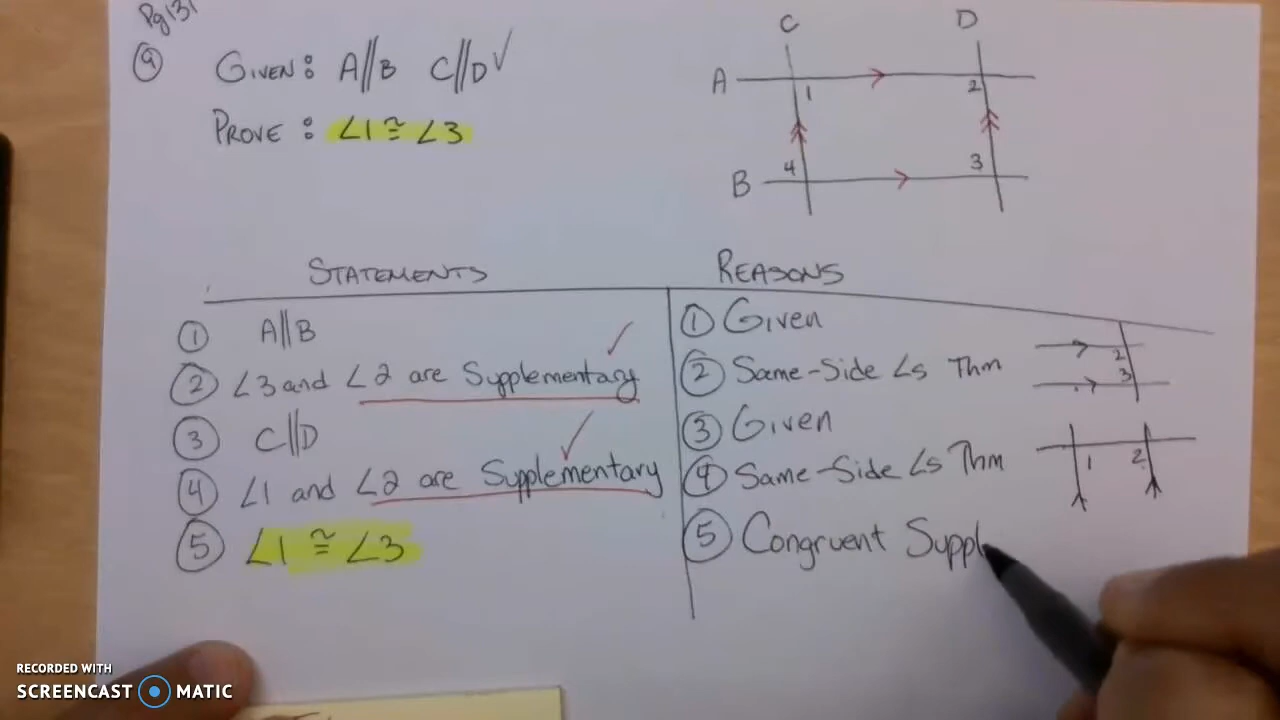 Pg 131
9
GIVEN: A//B C//D ✓
PROVE: ∠1 ≅ ∠3
C D
A 1 2
B 4 3
STATEMENTS
① A//B
② ∠3 and ∠2 are Supplementary
③ C//D
④ ∠1 and ∠2 are Supplementary
⑤ ∠1 ≅ ∠3
REASONS
① Given
② Same-Side ∠s Thm
2
3
③ Given
④ Same-Side ∠s Thm
1 2
⑤ Congruent Suppl
RECORDED WITH
SCREENCAST MATIC